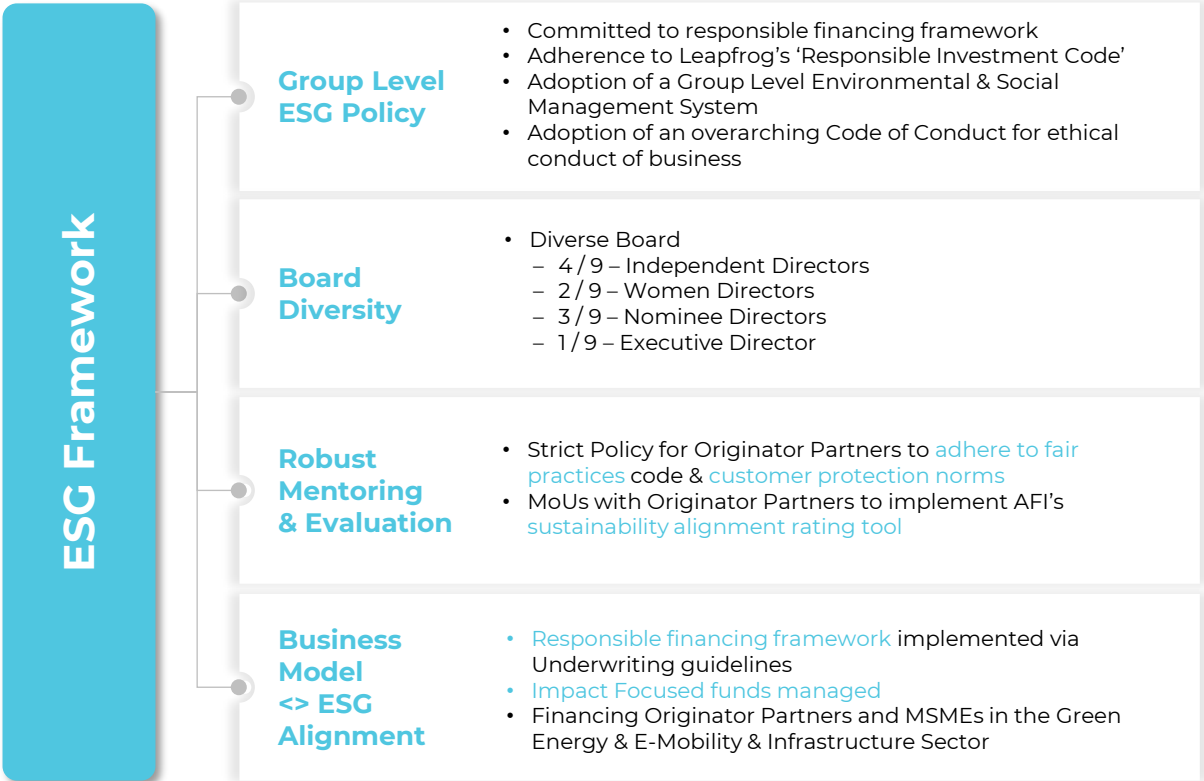 ESG Framework
Group Level
ESG Policy
• Committed to responsible financing framework
• Adherence to Leapfrog's ‘Responsible Investment Code’
• Adoption of a Group Level Environmental & Social
Management System
• Adoption of an overarching Code of Conduct for ethical
conduct of business
Board
Diversity
• Diverse Board
– 4 / 9 – Independent Directors
– 2 / 9 – Women Directors
– 3 / 9 – Nominee Directors
– 1 / 9 – Executive Director
Robust
Mentoring
& Evaluation
• Strict Policy for Originator Partners to adhere to fair
practices code & customer protection norms
• MoUs with Originator Partners to implement AFI's
sustainability alignment rating tool
Business
Model
<> ESG
Alignment
• Responsible financing framework implemented via
Underwriting guidelines
• Impact Focused funds managed
• Financing Originator Partners and MSMEs in the Green
Energy & E-Mobility & Infrastructure Sector